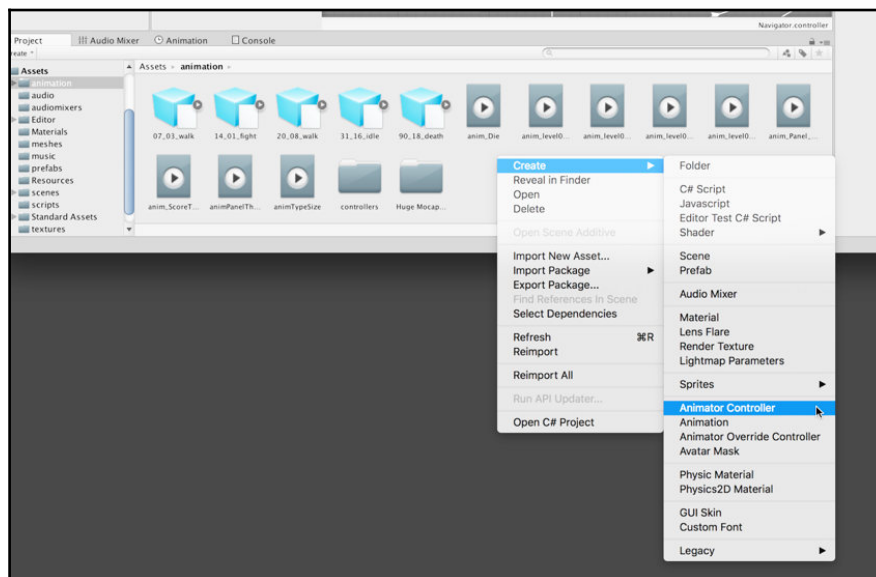 Navigator.controller
Project Audio Mixer Animation Console
reate
Assets animation
Assets
animation
audio
audiomixers
Editor
Materials
meshes
music
prefabs
Resources
scenes
scripts
Standard Assets
textures
07_03_walk 14_01_fight 20_08_walk 31_16_idle 90_18_death anim_Die anim_level0... anim_level0... anim_level0... anim_level0... anim_Panel_...
anim_ScoreT... animPanelTh... animTypeSize controllers Huge Mocap...
Create
Reveal in Finder
Open
Delete
Open Scene Additive
Import New Asset...
Import Package
Export Package...
Find References In Scene
Select Dependencies
Refresh ⌘R
Reimport
Reimport All
Run API Updater...
Open C# Project
Folder
C# Script
Javascript
Editor Test C# Script
Shader
Scene
Prefab
Audio Mixer
Material
Lens Flare
Render Texture
Lightmap Parameters
Sprites
Animator Controller
Animation
Animator Override Controller
Avatar Mask
Physic Material
Physics2D Material
GUI Skin
Custom Font
Legacy